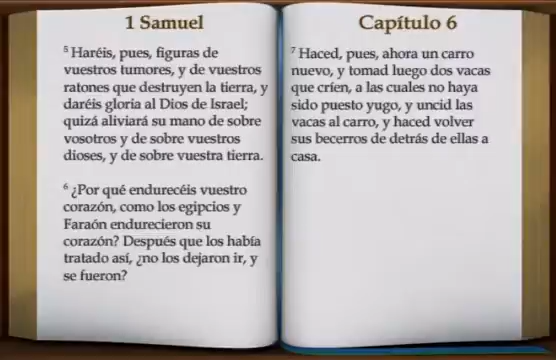 1 Samuel
⁵ Haréis, pues, figuras de
vuestros tumores, y de vuestros
ratones que destruyen la tierra, y
daréis gloria al Dios de Israel;
quizá aliviará su mano de sobre
vosotros y de sobre vuestros
dioses, y de sobre vuestra tierra.
⁶ ¿Por qué endurecéis vuestro
corazón, como los egipcios y
Faraón endurecieron su
corazón? Después que los había
tratado así, ¿no los dejaron ir, y
se fueron?
Capítulo 6
⁷ Haced, pues, ahora un carro
nuevo, y tomad luego dos vacas
que críen, a las cuales no haya
sido puesto yugo, y uncid las
vacas al carro, y haced volver
sus becerros de detrás de ellas a
casa.